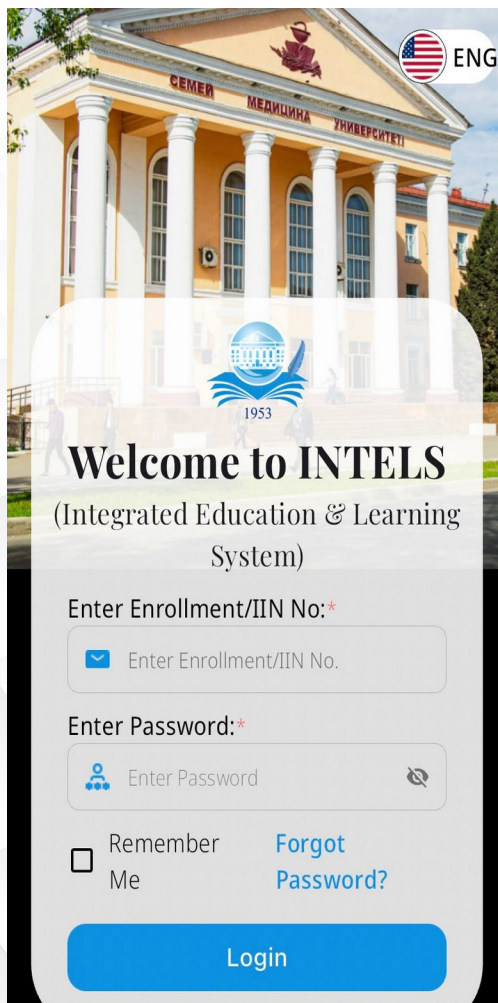 ENG
СЕМЕЙ МЕДИЦИНА УНИВЕРСИТЕТІ
1953
Welcome to INTELS
(Integrated Education & Learning
System)
Enter Enrollment/IIN No:*
Enter Enrollment/IIN No.
Enter Password:*
Enter Password
Remember
Me
Forgot
Password?
Login